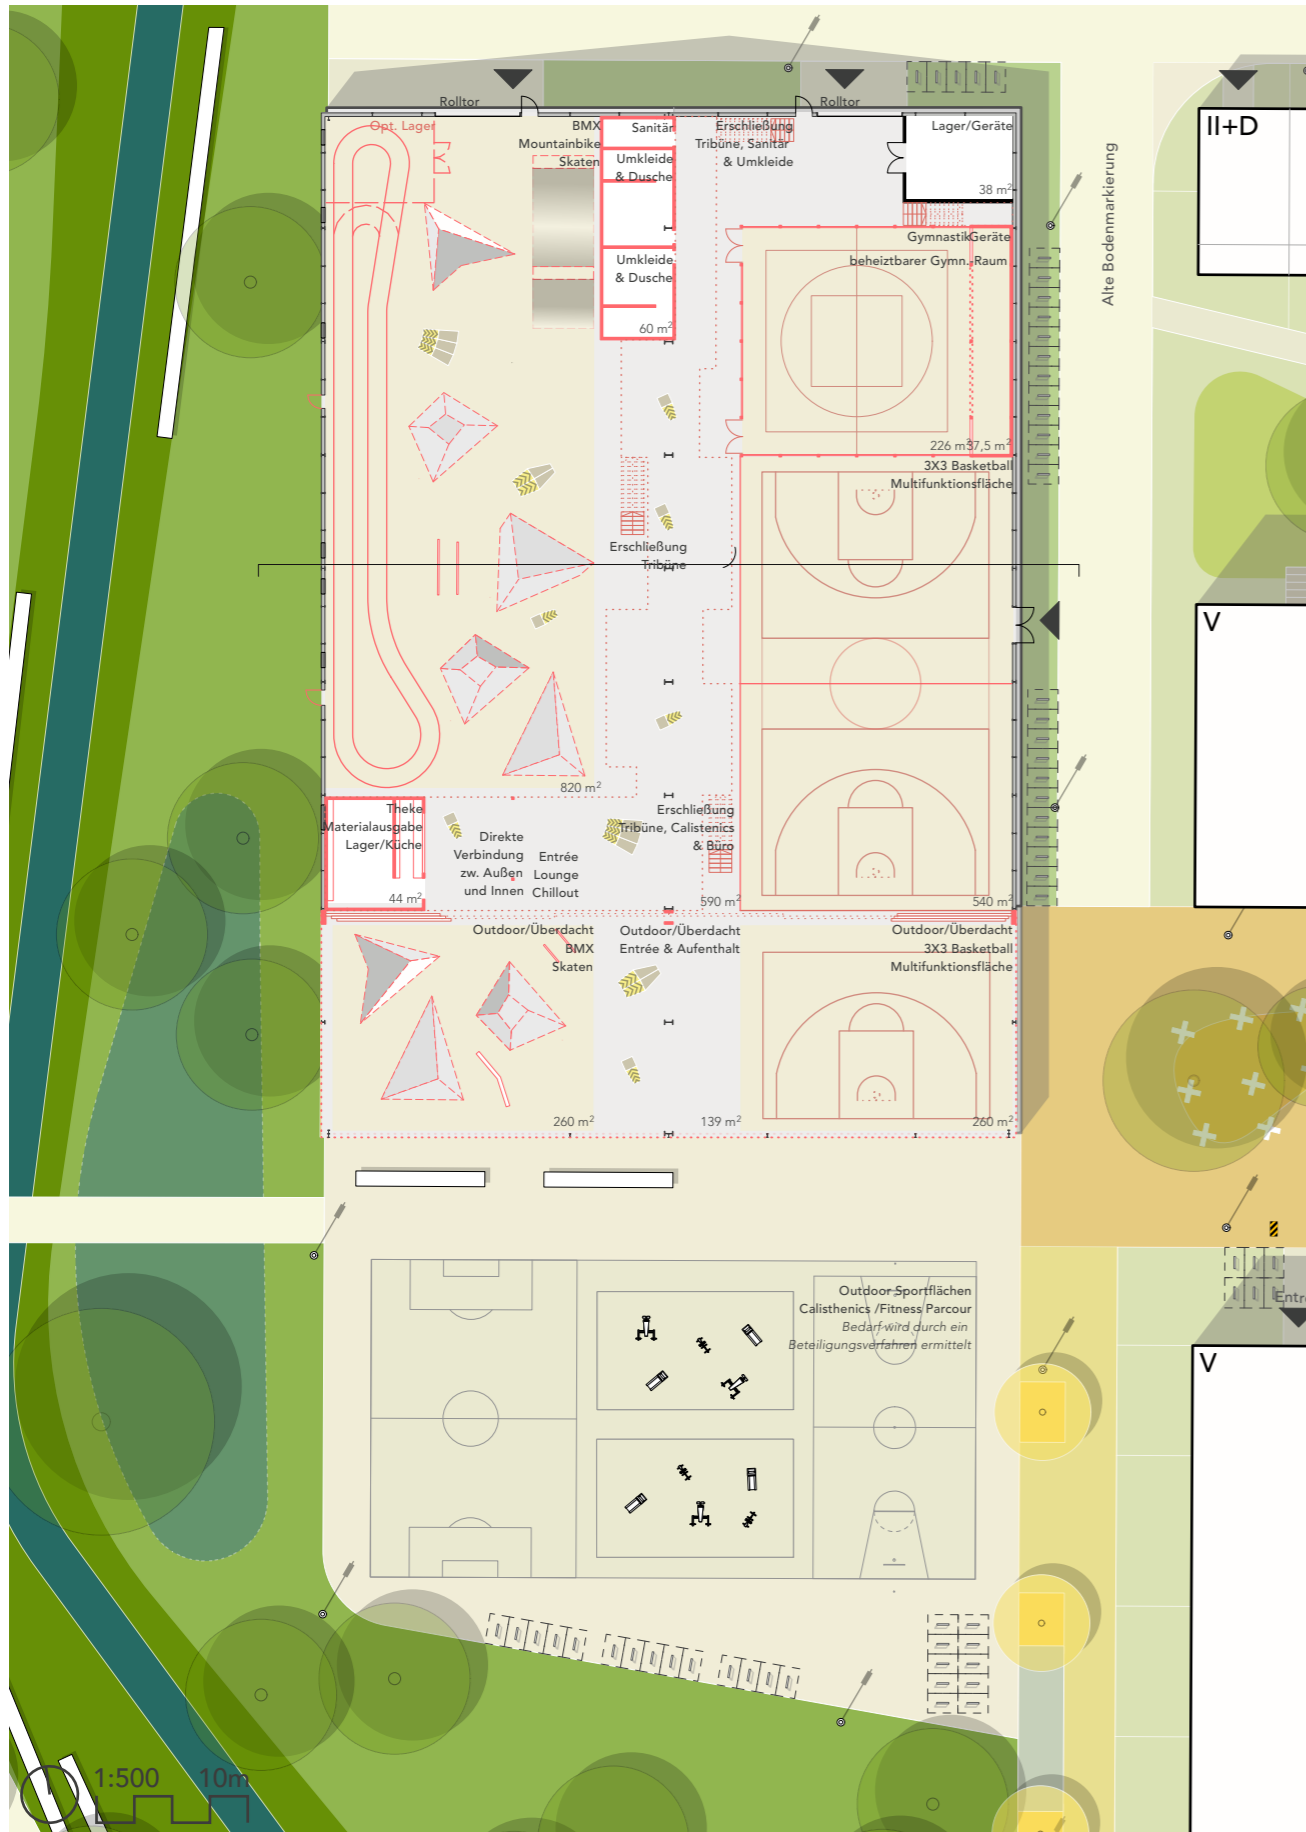 Rolltor
Rolltor
Opt. Lager
BMX
Mountainbike
Skaten
Sanitär
Umkleide
& Dusche
Umkleide
& Dusche
60 m²
Erschließung
Tribüne, Sanitär
& Umkleide
Lager/Geräte
38 m²
II+D
Alte Bodenmarkierung
Gymnastik
Geräte
beheiztbarer Gymn.-Raum
226 m²
37,5 m²
3X3 Basketball
Multifunktionsfläche
Erschließung
Tribüne
V
820 m²
Theke
Materialausgabe
Lager/Küche
44 m²
Direkte
Verbindung
zw. Außen
und Innen
Entrée
Lounge
Chillout
Erschließung
Tribüne, Calistenics
& Büro
590 m²
540 m²
Outdoor/Überdacht
BMX
Skaten
Outdoor/Überdacht
Entrée & Aufenthalt
Outdoor/Überdacht
3X3 Basketball
Multifunktionsfläche
260 m²
139 m²
260 m²
Outdoor Sportflächen
Calisthenics /Fitness Parcour
Bedarf wird durch ein
Beteiligungsverfahren ermittelt
Entré
V
1:500
10m